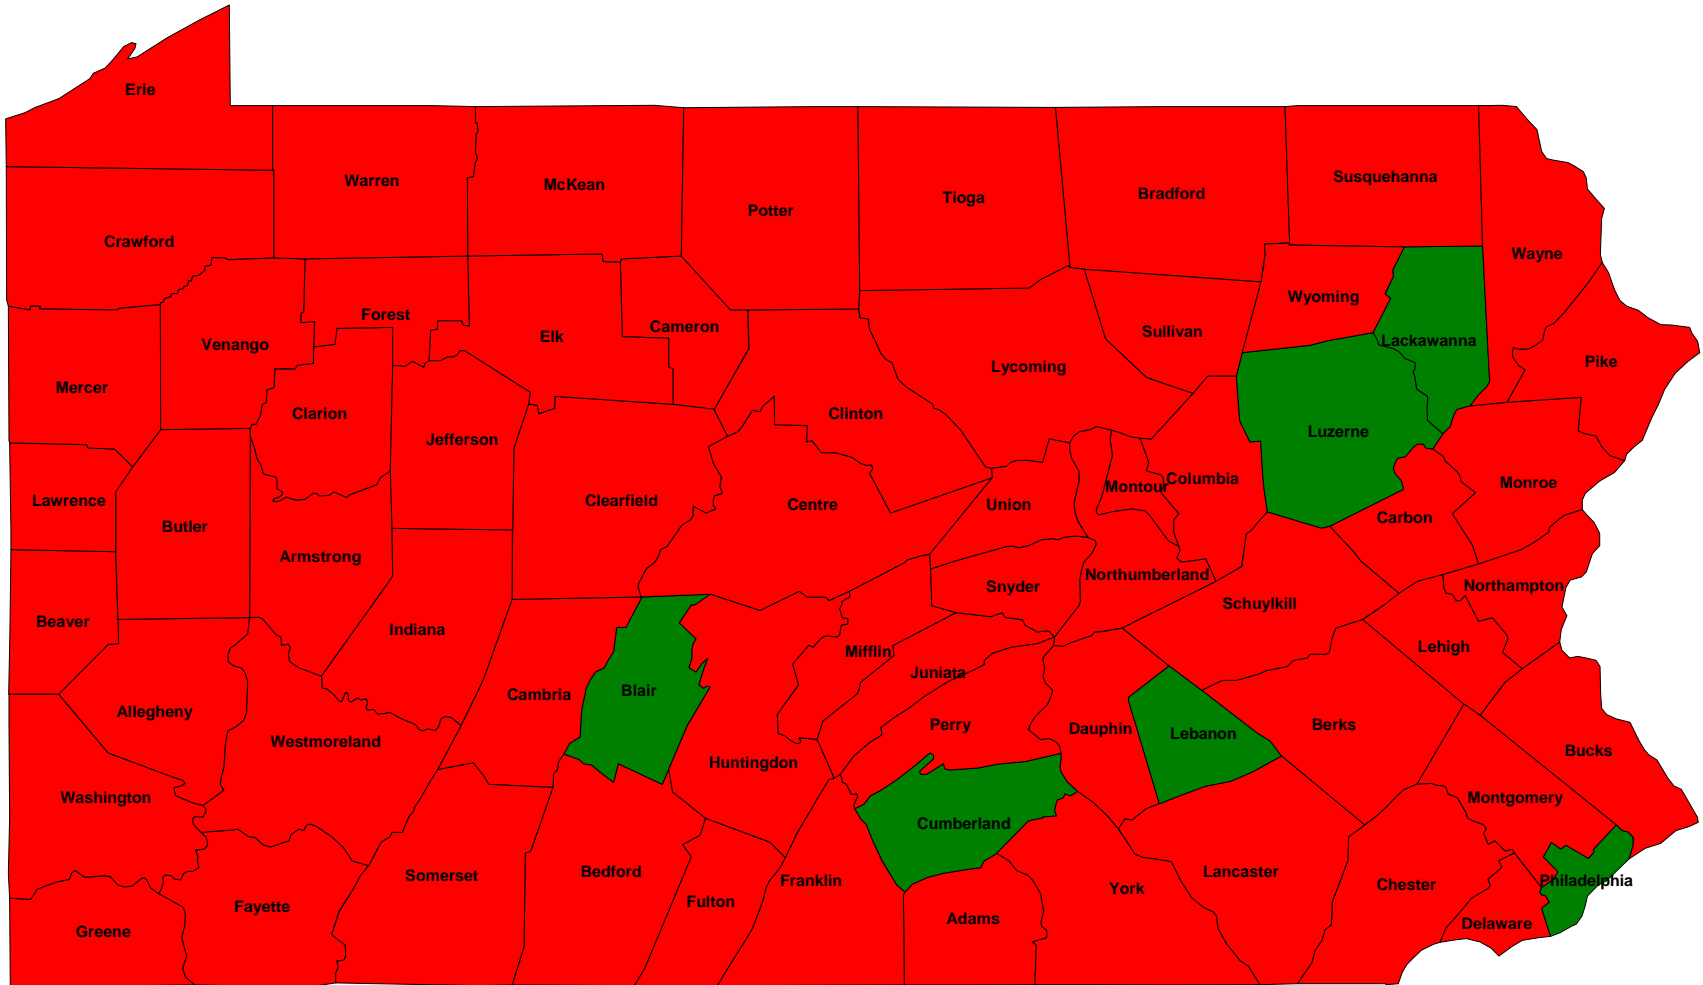 Erie
Warren
McKean
Potter
Tioga
Bradford
Susquehanna
Wayne
Crawford
Forest
Venango
Elk
Cameron
Sullivan
Wyoming
Lackawanna
Pike
Mercer
Clarion
Jefferson
Clinton
Lycoming
Luzerne
Lawrence
Butler
Armstrong
Clearfield
Centre
Union
Montour
Columbia
Carbon
Monroe
Beaver
Indiana
Snyder
Northumberland
Schuylkill
Northampton
Allegheny
Westmoreland
Cambria
Blair
Mifflin
Juniata
Lehigh
Huntingdon
Perry
Dauphin
Lebanon
Berks
Bucks
Washington
Cumberland
Montgomery
Greene
Fayette
Somerset
Bedford
Fulton
Franklin
Adams
York
Lancaster
Chester
Delaware
Philadelphia